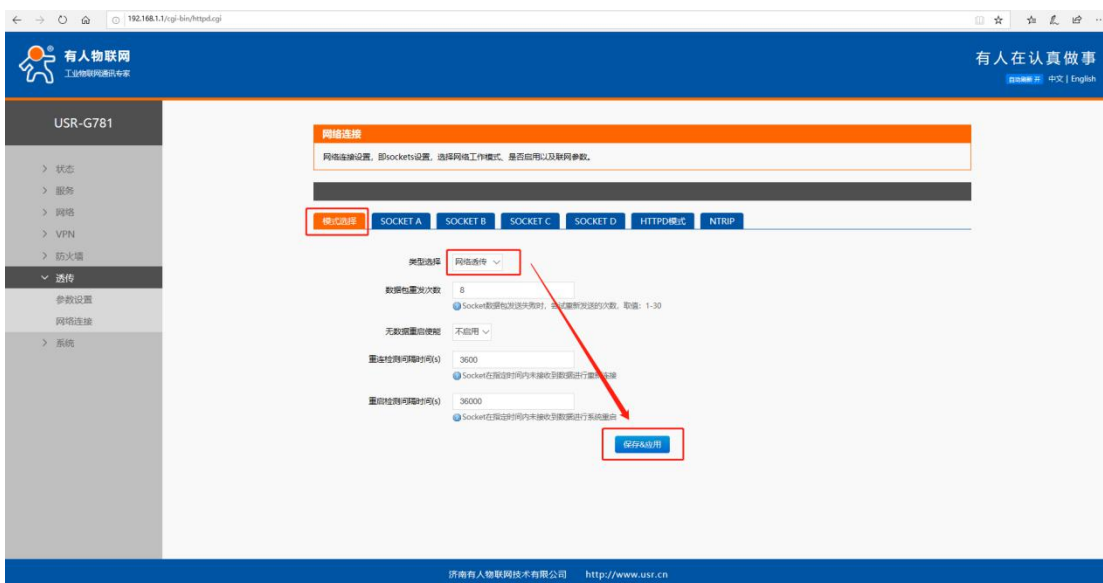 192.168.1.1/cgi-bin/httpd.cgi
有人物联网
工业物联网通讯专家
有人在认真做事
自动刷新 开 中文 | English
USR-G781
状态
服务
网络
VPN
防火墙
透传
参数设置
网络连接
系统
网络连接
网络连接设置，即sockets设置，选择网络工作模式、是否启用以及联网参数。
模式选择 SOCKET A SOCKET B SOCKET C SOCKET D HTTPD模式 NTRIP
类型选择 网络透传
数据包重发次数 8
Socket数据包发送失败时，尝试重新发送的次数，取值：1-30
无数据重启使能 不启用
重连检测间隔时间(s) 3600
Socket在指定时间内未接收到数据进行重新连接
重启检测间隔时间(s) 36000
Socket在指定时间内未接收到数据进行系统重启
保存&应用
济南有人物联网技术有限公司 http://www.usr.cn